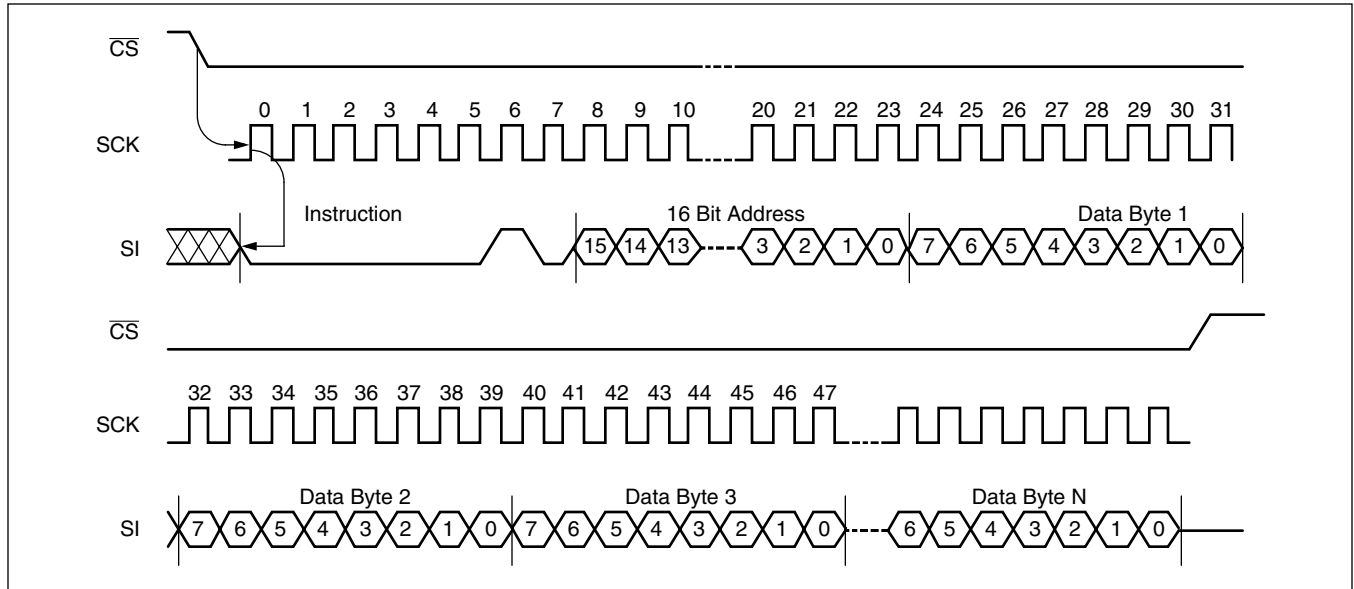 CS
0 1 2 3 4 5 6 7 8 9 10 20 21 22 23 24 25 26 27 28 29 30 31
SCK
Instruction 16 Bit Address Data Byte 1
SI 15 14 13 3 2 1 0 7 6 5 4 3 2 1 0
CS
32 33 34 35 36 37 38 39 40 41 42 43 44 45 46 47
SCK
Data Byte 2 Data Byte 3 Data Byte N
SI 7 6 5 4 3 2 1 0 7 6 5 4 3 2 1 0 6 5 4 3 2 1 0